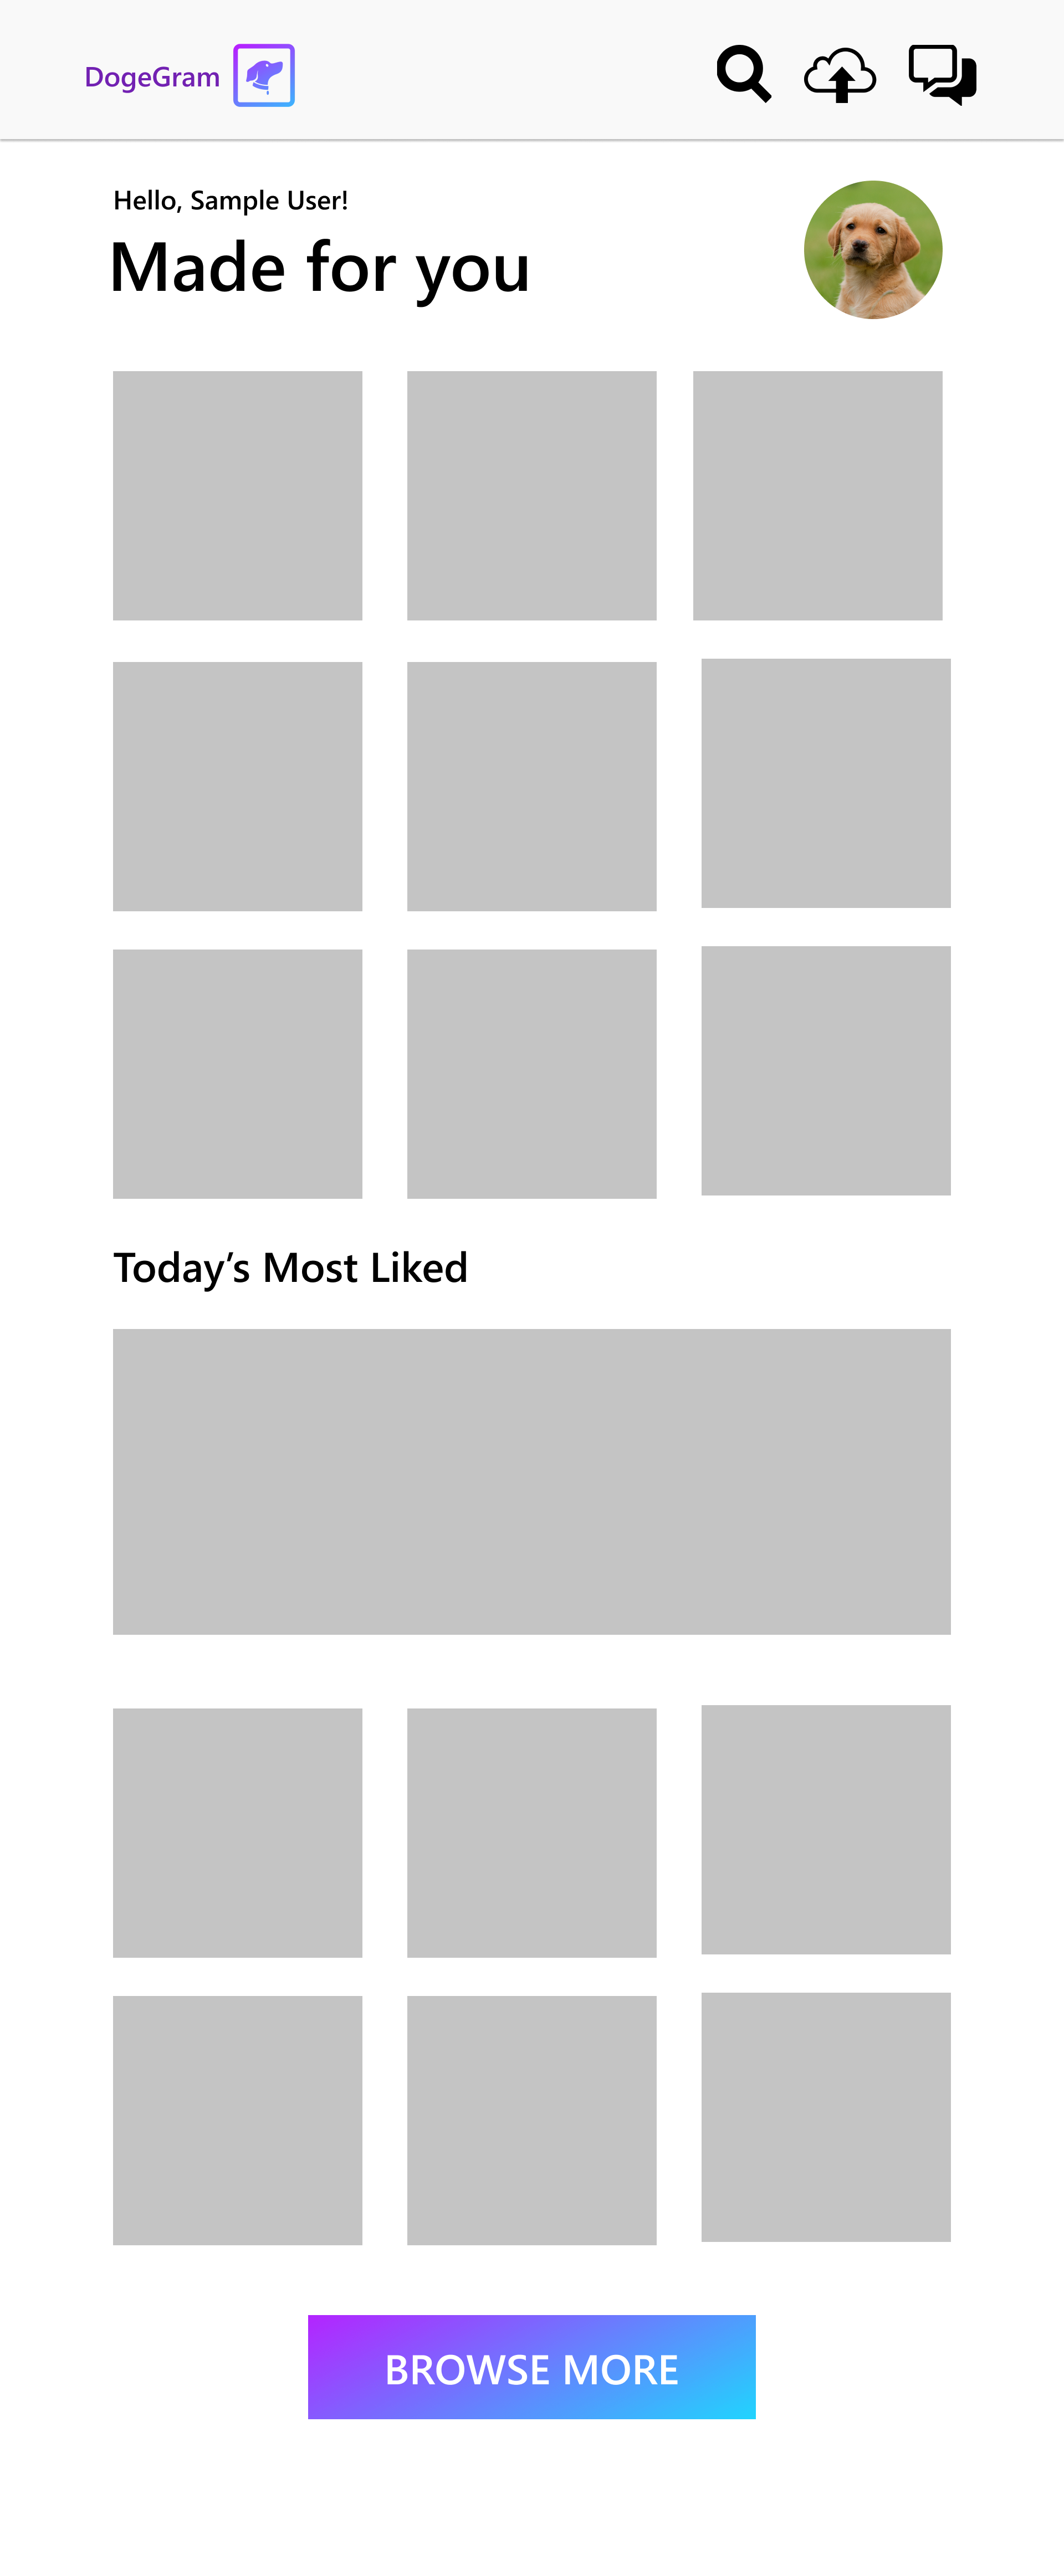 DogeGram
Hello, Sample User!
Made for you
Today’s Most Liked
BROWSE MORE